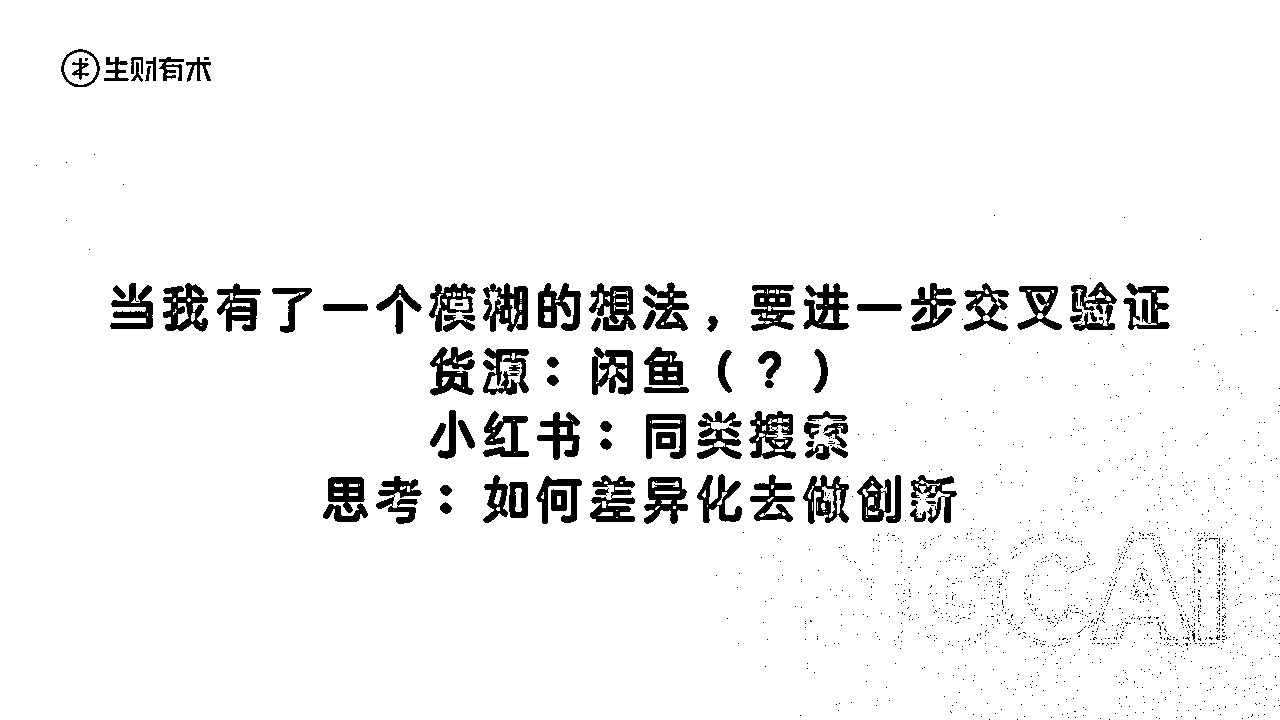 生财有术
当我有了一个模糊的想法，要进一步交叉验证
货源：闲鱼（？）
小红书：同类搜索
思考：如何差异化去做创新
NGCAI